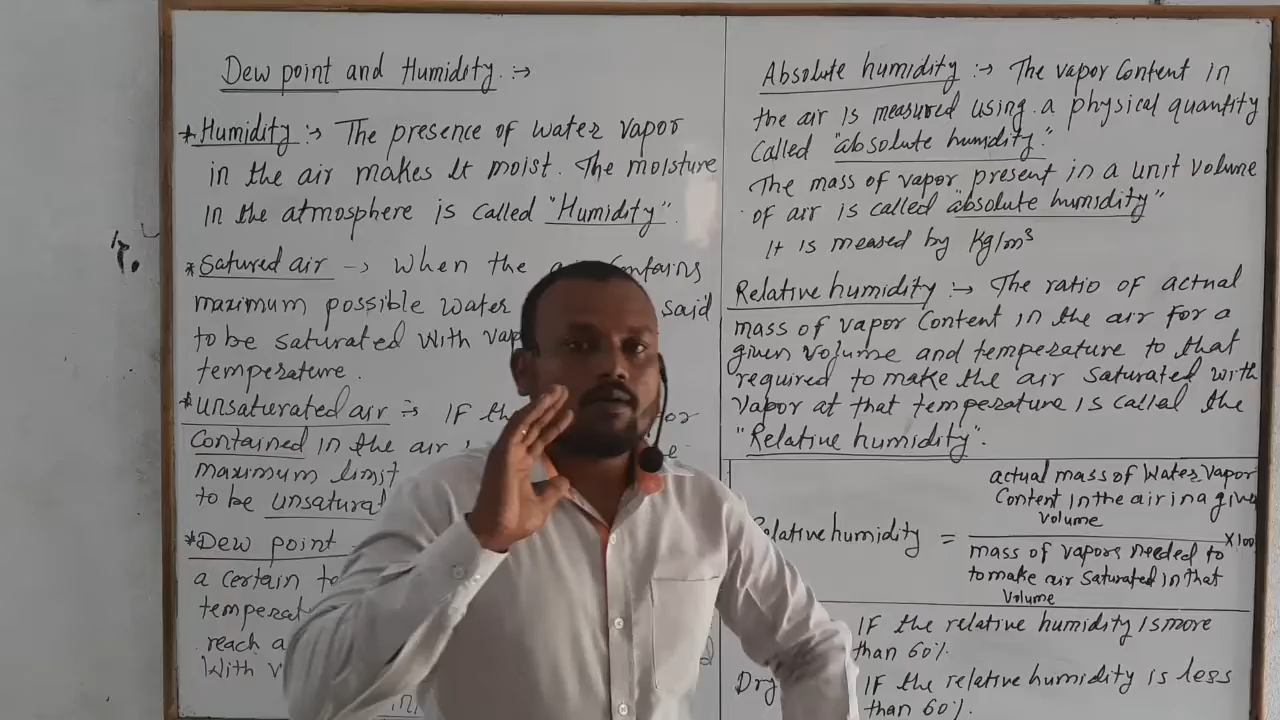 Dew point and Humidity :→
*Humidity :→ The presence of water vapor
in the air makes it moist. The moisture
in the atmosphere is called "Humidity".
*Satured air → When the contains
maximum possible water said
to be saturated with
temperature.
*unsaturated air :- IF
Contained in the air
maximum limit
to be
*Dew point
a certain
reach a
With
Absolute humidity :→ The vapor Content in
the air is measured using a physical quantity
Called "absolute humidity".
The mass of vapor present in a unit volume
of air is called "absolute humidity"
It is meased by Kg/m³
Relative humidity :→ The ratio of actual
mass of vapor Content in the air for a
given volume and temperature to that
required to make the air saturated with
vapor at that temperature is called the
"Relative humidity".
actual mass of water vapor
Content in the air in a given
volume
Relative humidity = ×100
mass of vapors needed to
to make air saturated in that
volume
IF the relative humidity is more
than 60%.
Dry IF the relative humidity is less
than 60%.